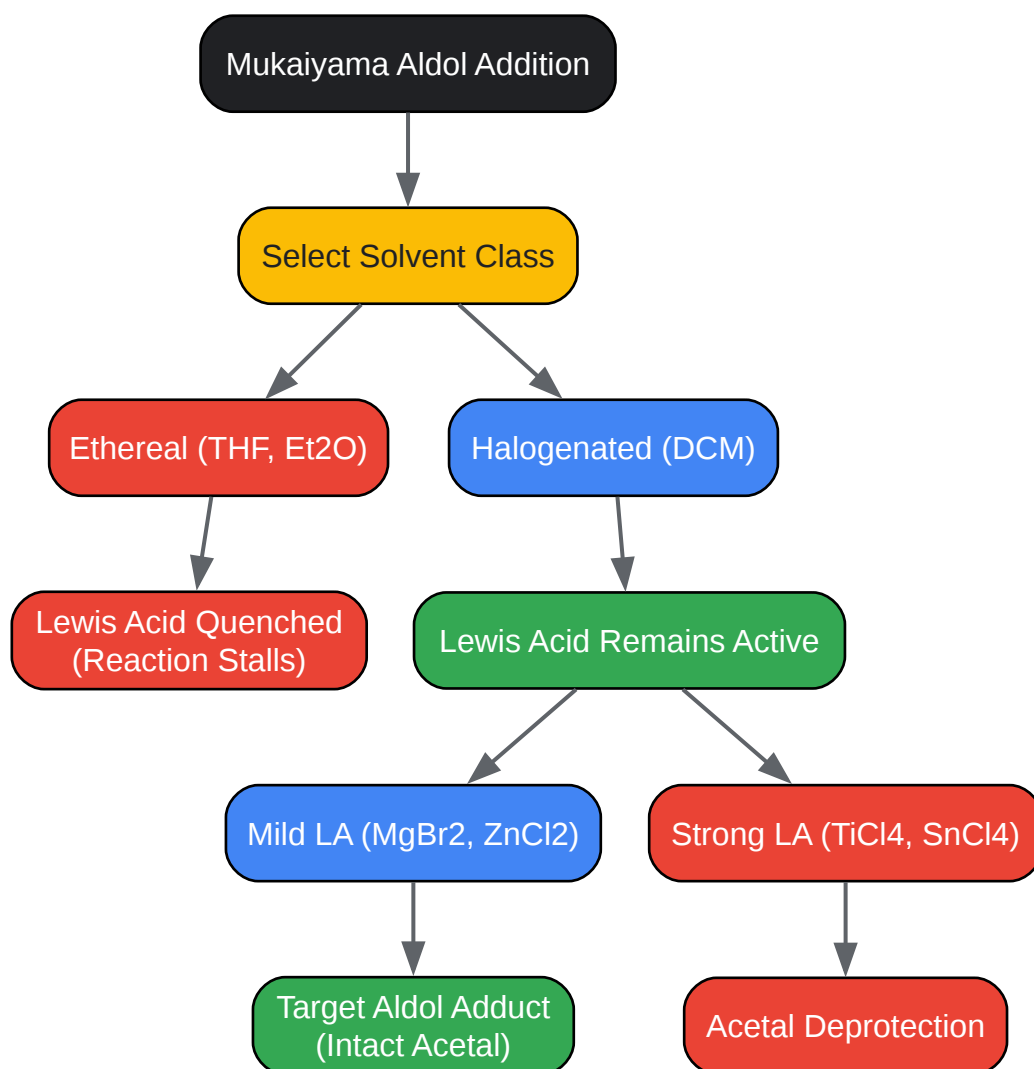 Mukaiyama Aldol Addition
Select Solvent Class
Ethereal (THF, Et2O)
Halogenated (DCM)
Lewis Acid Quenched
(Reaction Stalls)
Lewis Acid Remains Active
Mild LA (MgBr2, ZnCl2)
Strong LA (TiCl4, SnCl4)
Target Aldol Adduct
(Intact Acetal)
Acetal Deprotection